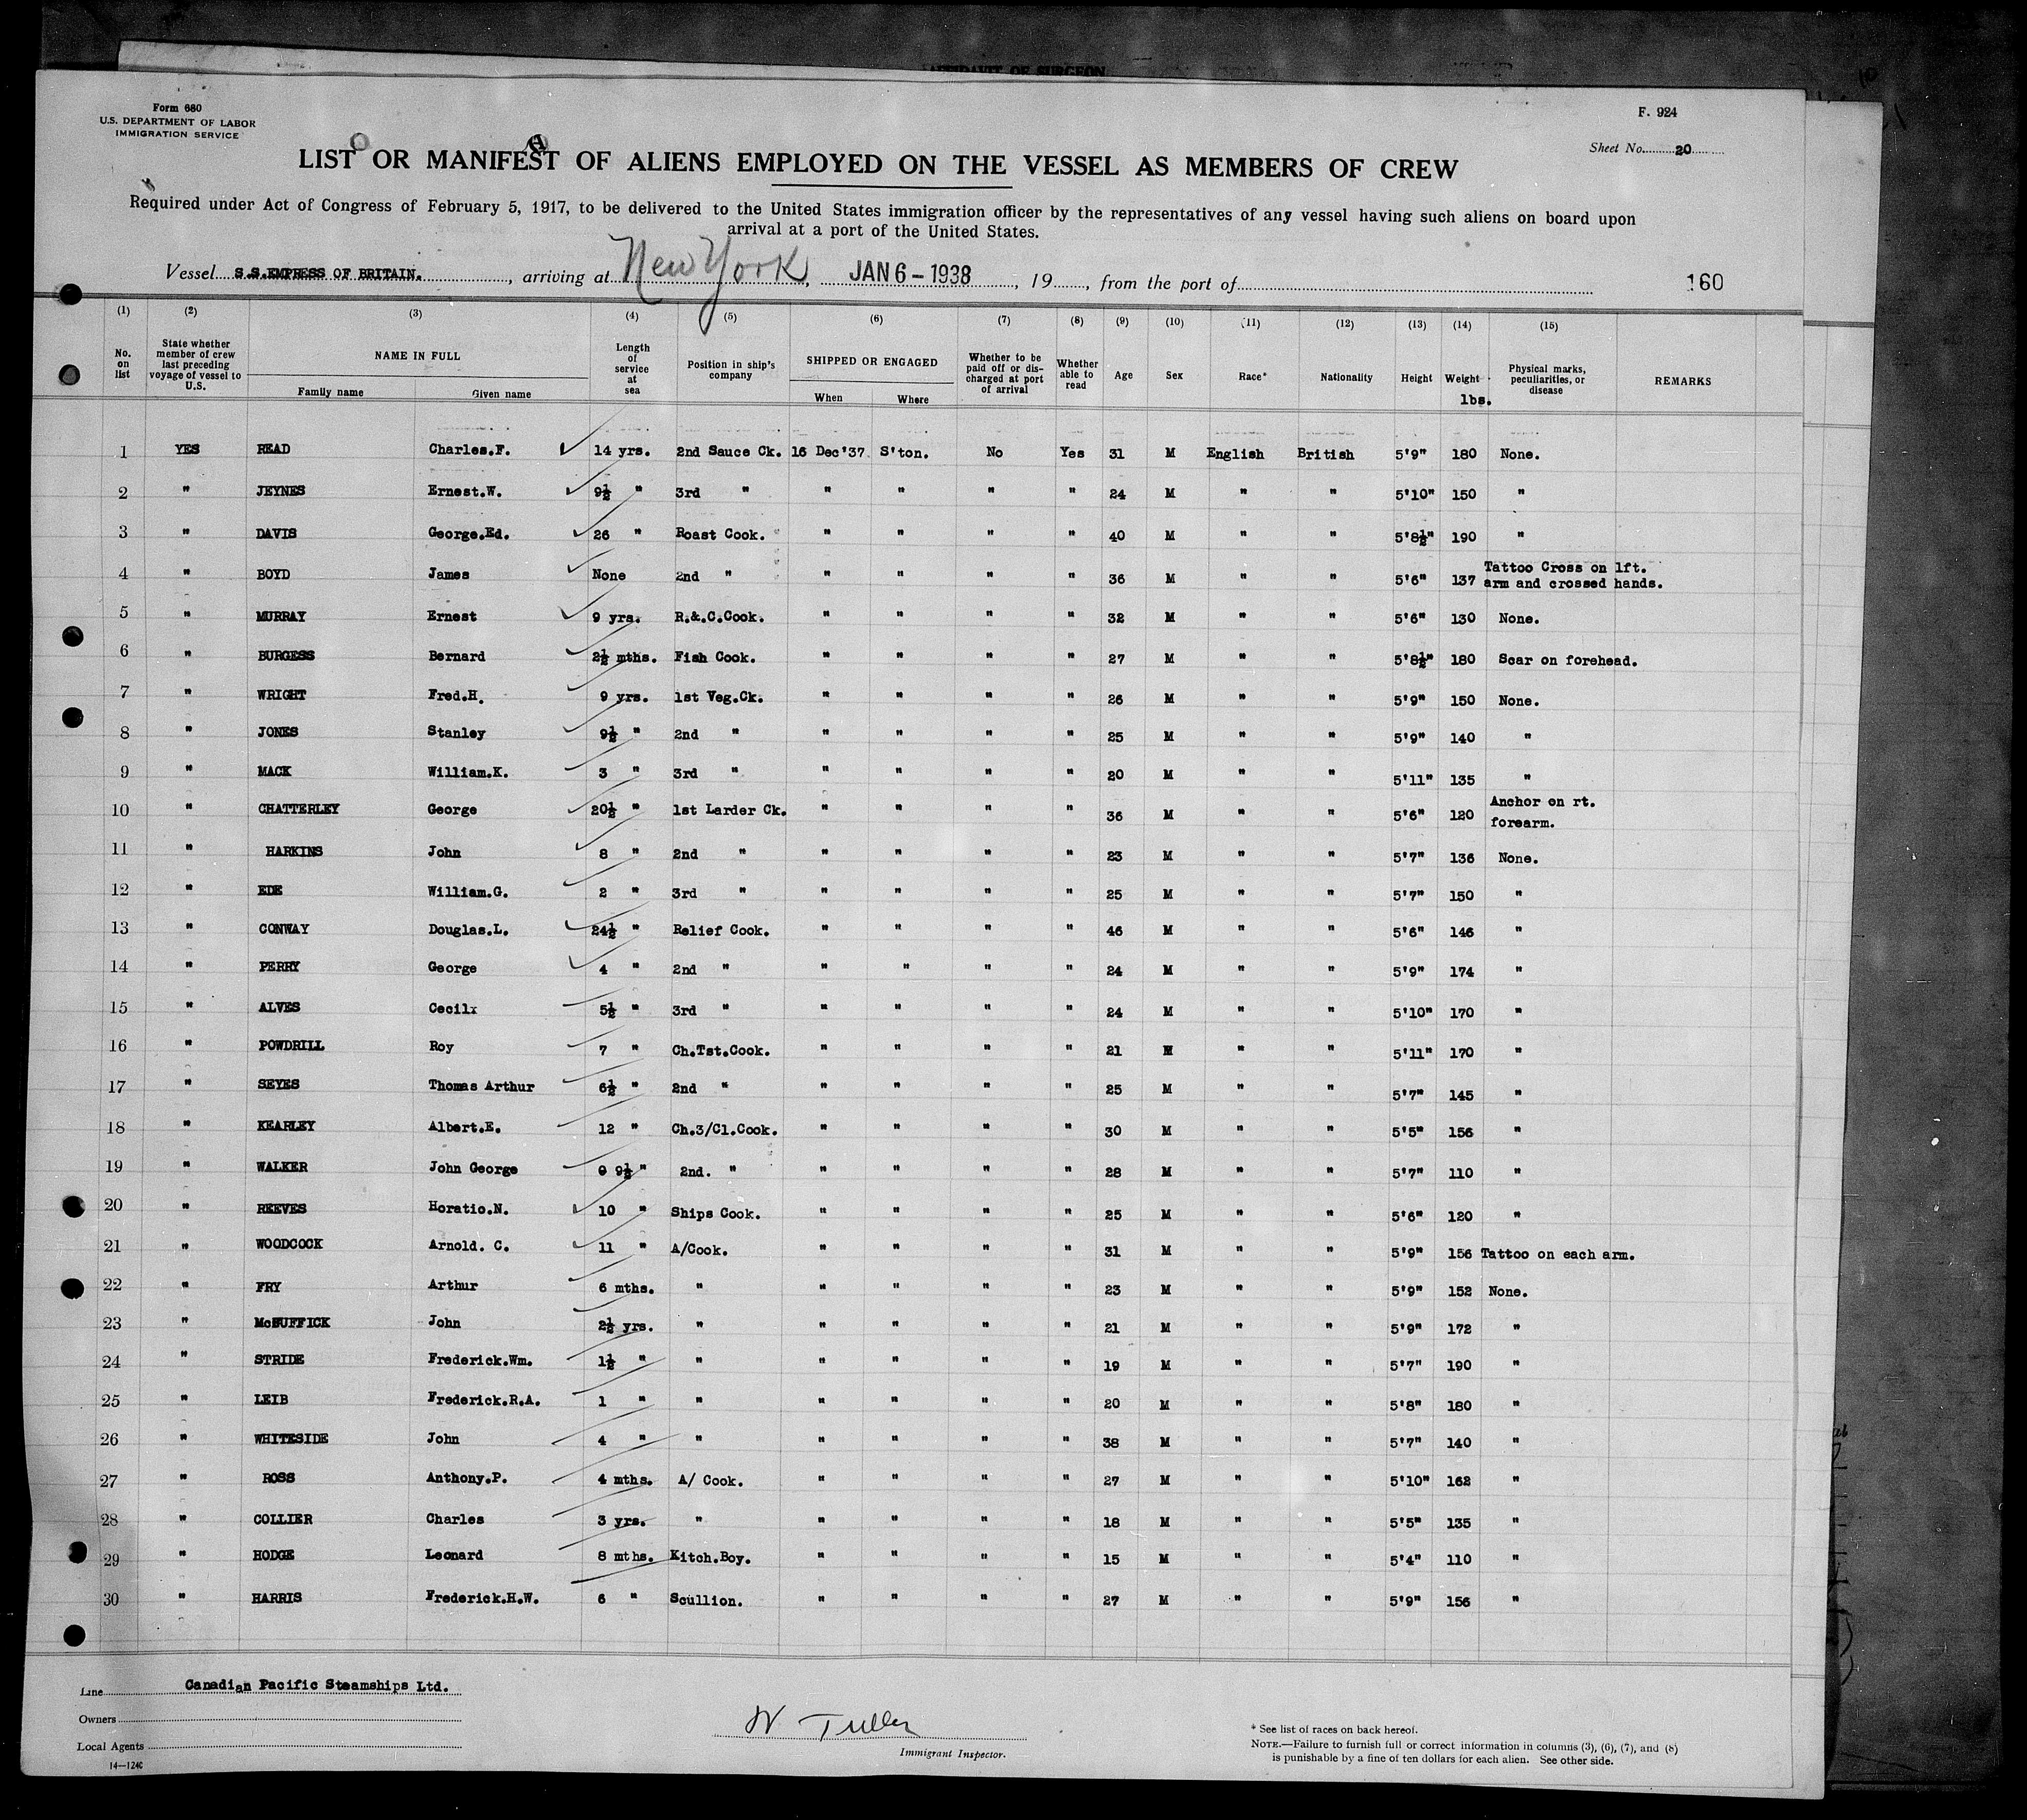 AFFIDAVIT OF SURGEON
Form 680
U.S. DEPARTMENT OF LABOR
IMMIGRATION SERVICE
F. 924
Sheet No. 20
LIST OR MANIFEST OF ALIENS EMPLOYED ON THE VESSEL AS MEMBERS OF CREW
Required under Act of Congress of February 5, 1917, to be delivered to the United States immigration officer by the representatives of any vessel having such aliens on board upon
arrival at a port of the United States.
Vessel S.S.EMPRESS OF BRITAIN. , arriving at New York, JAN 6 - 1938 , 19 , from the port of 160
(1) (2) (3) (4) (5) (6) (7) (8) (9) (10) (11) (12) (13) (14) (15)
No. on list State whether member of crew last preceding voyage of vessel to U.S. NAME IN FULL Length of service at sea Position in ship's company SHIPPED OR ENGAGED Whether to be paid off or discharged at port of arrival Whether able to read Age Sex Race* Nationality Height Weight lbs. Physical marks, peculiarities, or disease REMARKS
Family name Given name When Where
1 YES READ Charles.F. 14 yrs. 2nd Sauce Ck. 16 Dec'37 S'ton. No Yes 31 M English British 5'9" 180 None.
2 " JEYNES Ernest.W. 9½ " 3rd " " " " " 24 M " " 5'10" 150 "
3 " DAVIS George.Ed. 26 " Roast Cook. " " " " 40 M " " 5'8½" 190 "
4 " BOYD James None 2nd " " " " " 36 M " " 5'6" 137 Tattoo Cross on lft. arm and crossed hands.
5 " MURRAY Ernest 9 yrs. R.&.C.Cook. " " " " 32 M " " 5'6" 130 None.
6 " BURGESS Bernard 2½ mths. Fish Cook. " " " " 27 M " " 5'8½" 180 Scar on forehead.
7 " WRIGHT Fred.H. 9 yrs. 1st Veg.Ck. " " " " 26 M " " 5'9" 150 None.
8 " JONES Stanley 9½ " 2nd " " " " " 25 M " " 5'9" 140 "
9 " MACK William.K. 3 " 3rd " " " " " 20 M " " 5'11" 135 "
10 " CHATTERLEY George 20½ " 1st Larder Ck. " " " " 36 M " " 5'6" 120 Anchor on rt. forearm.
11 " HARKINS John 8 " 2nd " " " " " 23 M " " 5'7" 136 None.
12 " EDE William.G. 2 " 3rd " " " " " 25 M " " 5'7" 150 "
13 " CONWAY Douglas.L. 24½ " Relief Cook. " " " " 46 M " " 5'6" 146 "
14 " PERRY George 4 " 2nd " " " " " 24 M " " 5'9" 174 "
15 " ALVES Cecilx 5½ " 3rd " " " " " 24 M " " 5'10" 170 "
16 " POWDRILL Roy 7 " Ch.Tst.Cook. " " " " 21 M " " 5'11" 170 "
17 " SEYES Thomas Arthur 6½ " 2nd " " " " " 25 M " " 5'7" 145 "
18 " KEARLEY Albert.E. 12 " Ch.3/Cl.Cook. " " " " 30 M " " 5'5" 156 "
19 " WALKER John George 9 9½ " 2nd. " " " " " 28 M " " 5'7" 110 "
20 " REEVES Horatio.N. 10 " Ships Cook. " " " " 25 M " " 5'6" 120 "
21 " WOODCOCK Arnold. C. 11 " A/Cook. " " " " 31 M " " 5'9" 156 Tattoo on each arm.
22 " FRY Arthur 6 mths. " " " " " 23 M " " 5'9" 152 None.
23 " John 2½ yrs. " " " " " 21 M " " 5'9" 172 "
24 " STRIDE Frederick.Wm. 1½ " " " " " " 19 M " " 5'7" 190 "
25 " LEIB Frederick.R.A. 1 " " " " " " 20 M " " 5'8" 180 "
26 " WHITESIDE John 4 " " " " " " 38 M " " 5'7" 140 "
27 " ROSS Anthony.P. 4 mths. A/ Cook. " " " " 27 M " " 5'10" 162 "
28 " COLLIER Charles 3 yrs. " " " " " 18 M " " 5'5" 135 "
29 " HODGE Leonard 8 mths. Kitch.Boy. " " " " 15 M " " 5'4" 110 "
30 " HARRIS Frederick.H.W. 6 " Scullion. " " " " 27 M " " 5'9" 156 "
Line Canadian Pacific Steamships Ltd.
Owners
Local Agents
14—1240
W Tuller
Immigrant Inspector.
* See list of races on back hereof.
NOTE.—Failure to furnish full or correct information in columns (3), (6), (7), and (8)
is punishable by a fine of ten dollars for each alien. See other side.